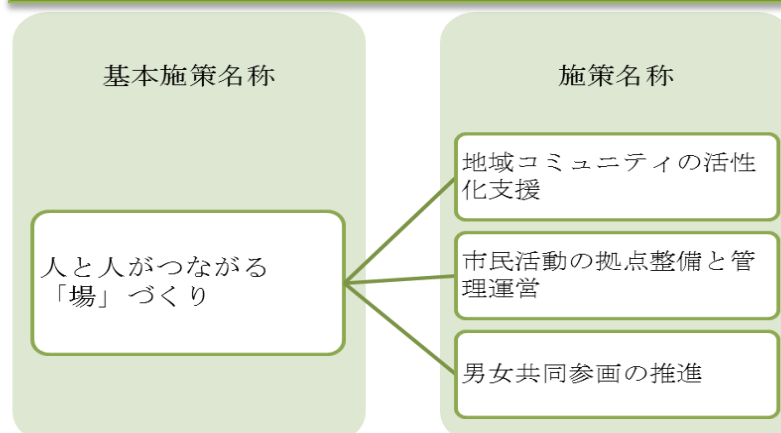 基本施策名称
施策名称
人と人がつながる
「場」づくり
地域コミュニティの活性
化支援
市民活動の拠点整備と管
理運営
男女共同参画の推進